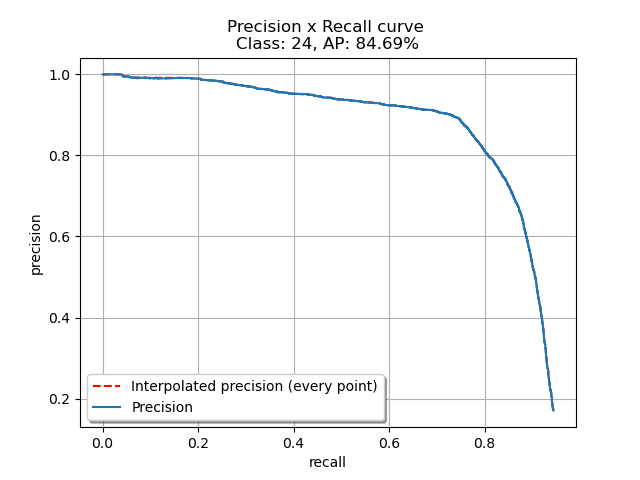 Precision x Recall curve
Class: 24, AP: 84.69%
1.0
0.8
0.6
0.4
0.2
precision
Interpolated precision (every point)
Precision
0.0 0.2 0.4 0.6 0.8
recall